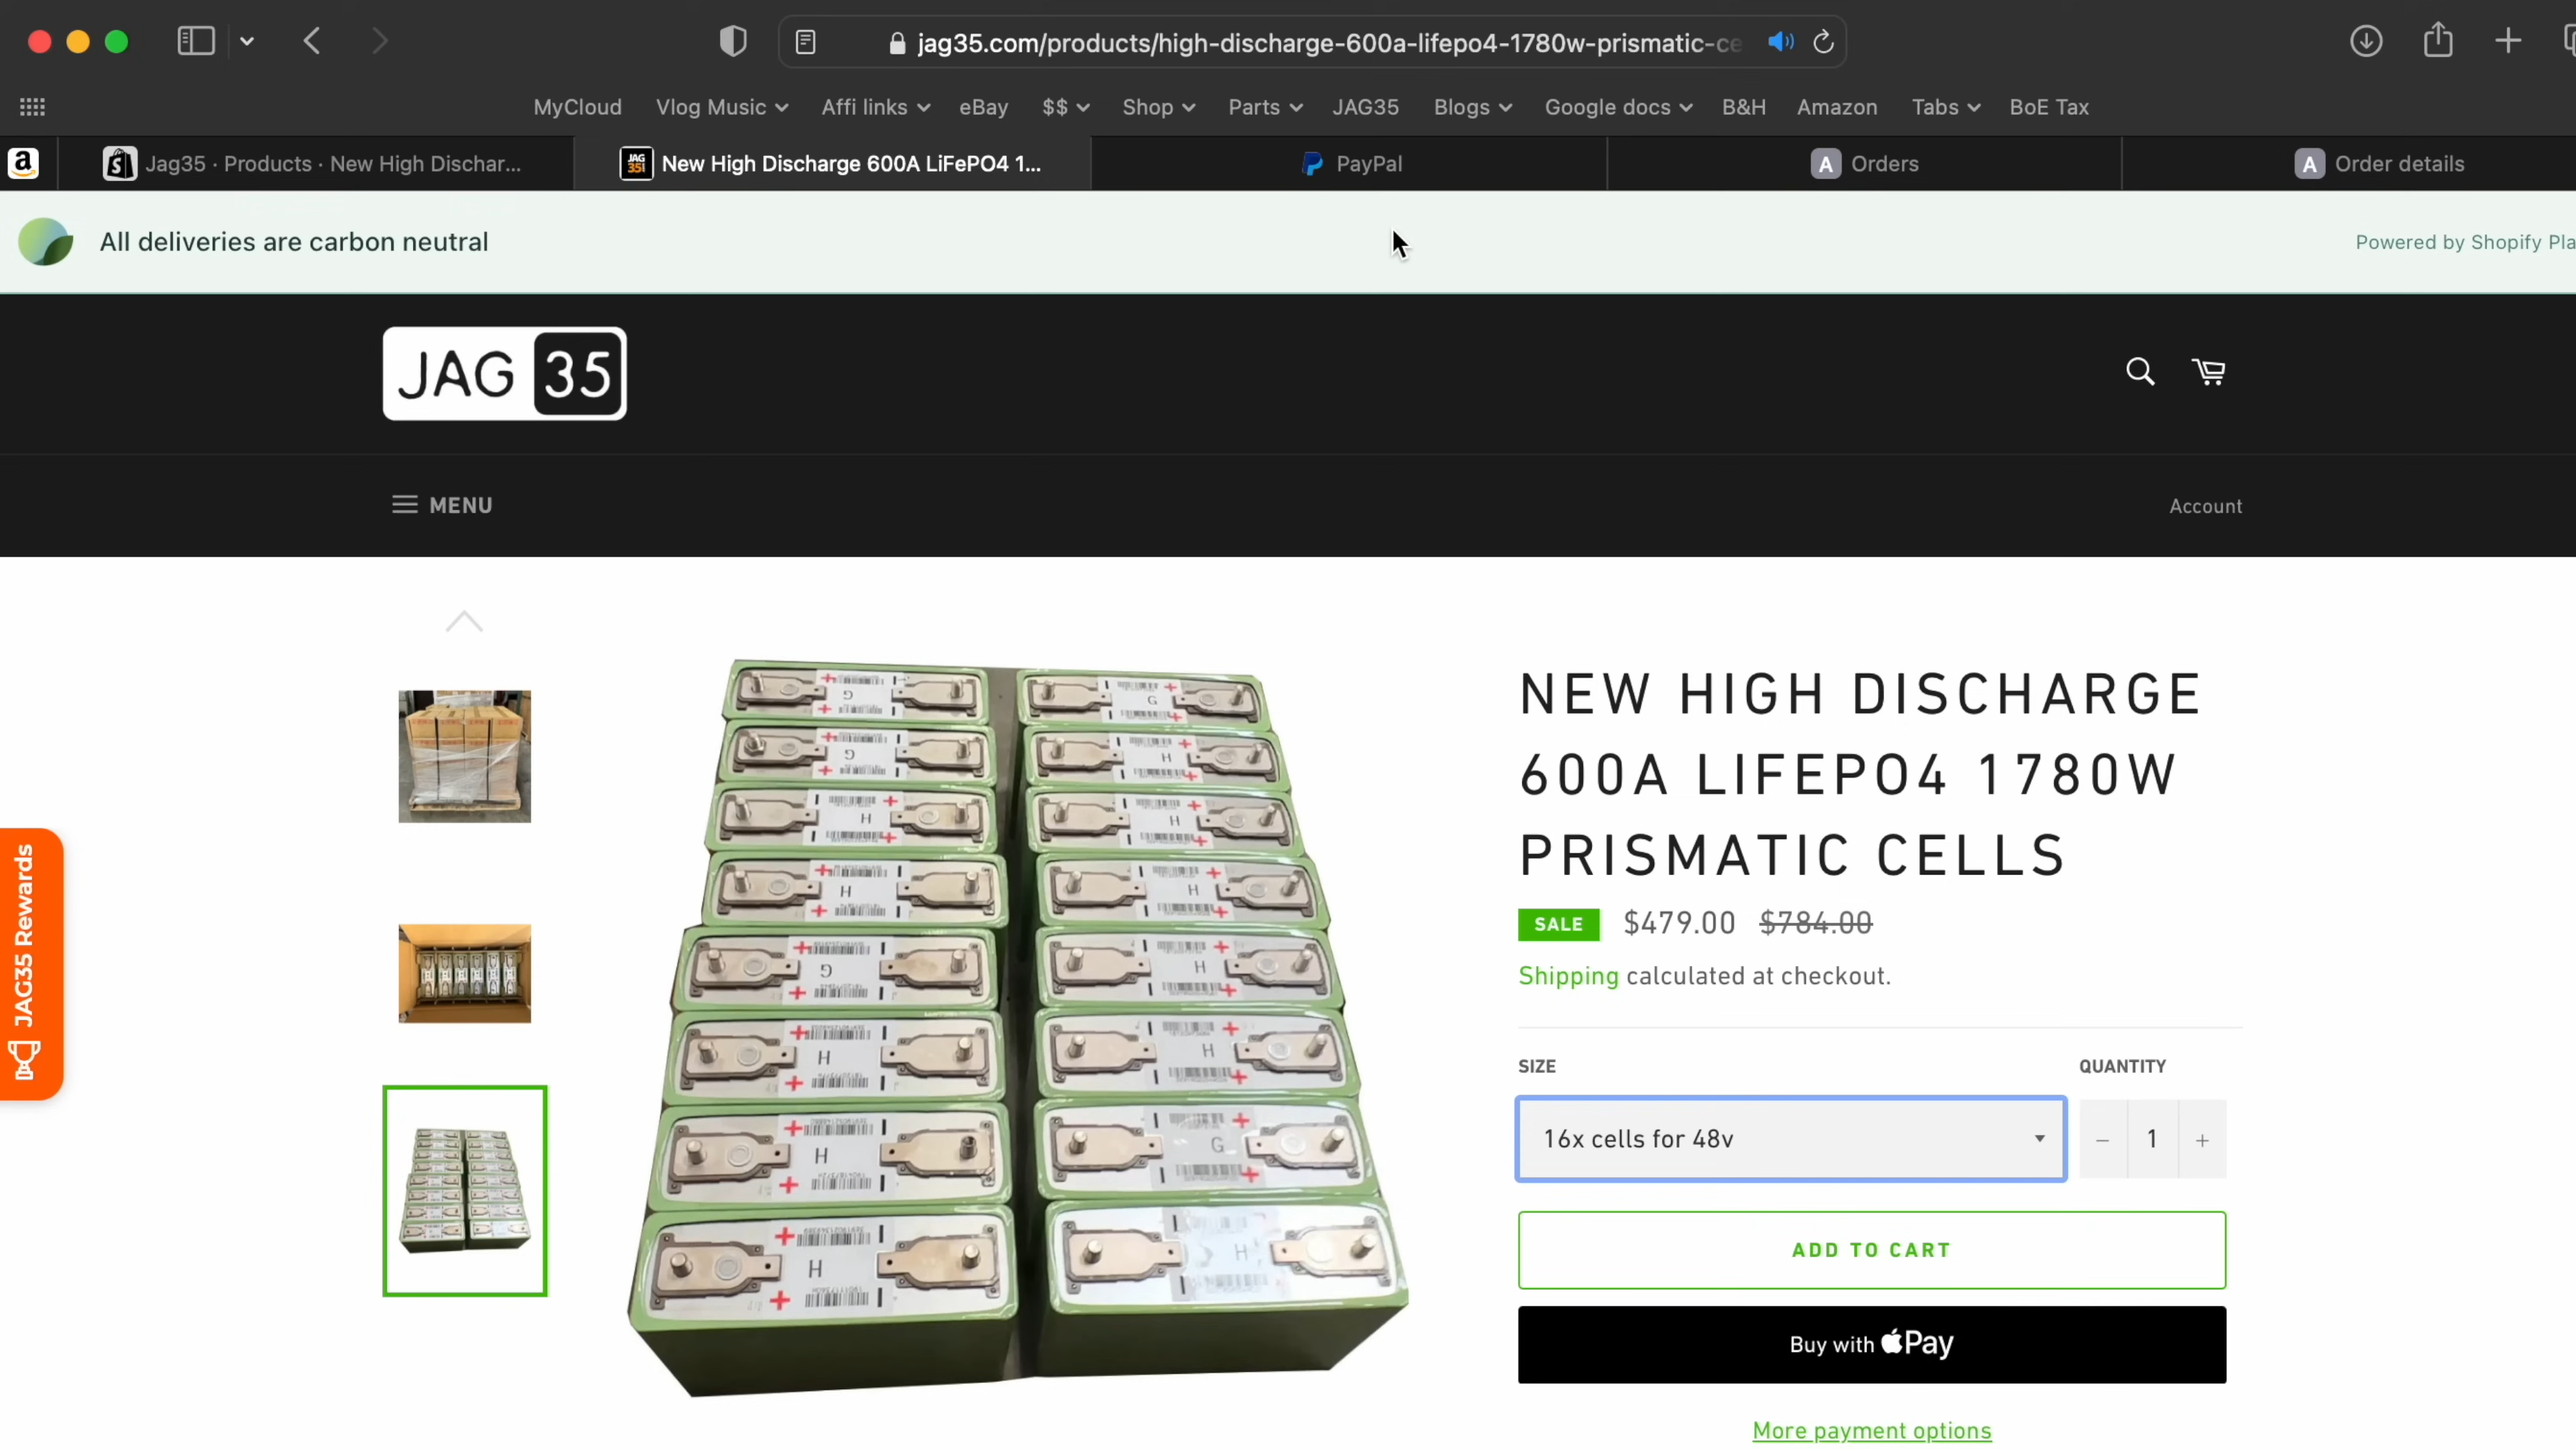 jag35.com/products/high-discharge-600a-lifepo4-1780w-prismatic-ce
MyCloud Vlog Music Affi links eBay $$ Shop Parts JAG35 Blogs Google docs B&H Amazon Tabs BoE Tax
Jag35 · Products · New High Dischar... New High Discharge 600A LiFePO4 1... PayPal A Orders A Order details
All deliveries are carbon neutral
Powered by Shopify Pla
JAG 35
MENU
Account
NEW HIGH DISCHARGE
600A LIFEPO4 1780W
PRISMATIC CELLS
SALE $479.00 $784.00
Shipping calculated at checkout.
SIZE QUANTITY
16x cells for 48v − 1 +
ADD TO CART
Buy with Pay
More payment options
JAG35 Rewards
G G
G H
H H
H H
G H
H H
H G
H H